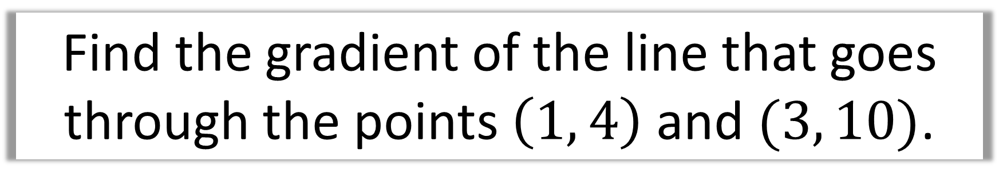 Find the gradient of the line that goes
through the points (1, 4) and (3, 10).